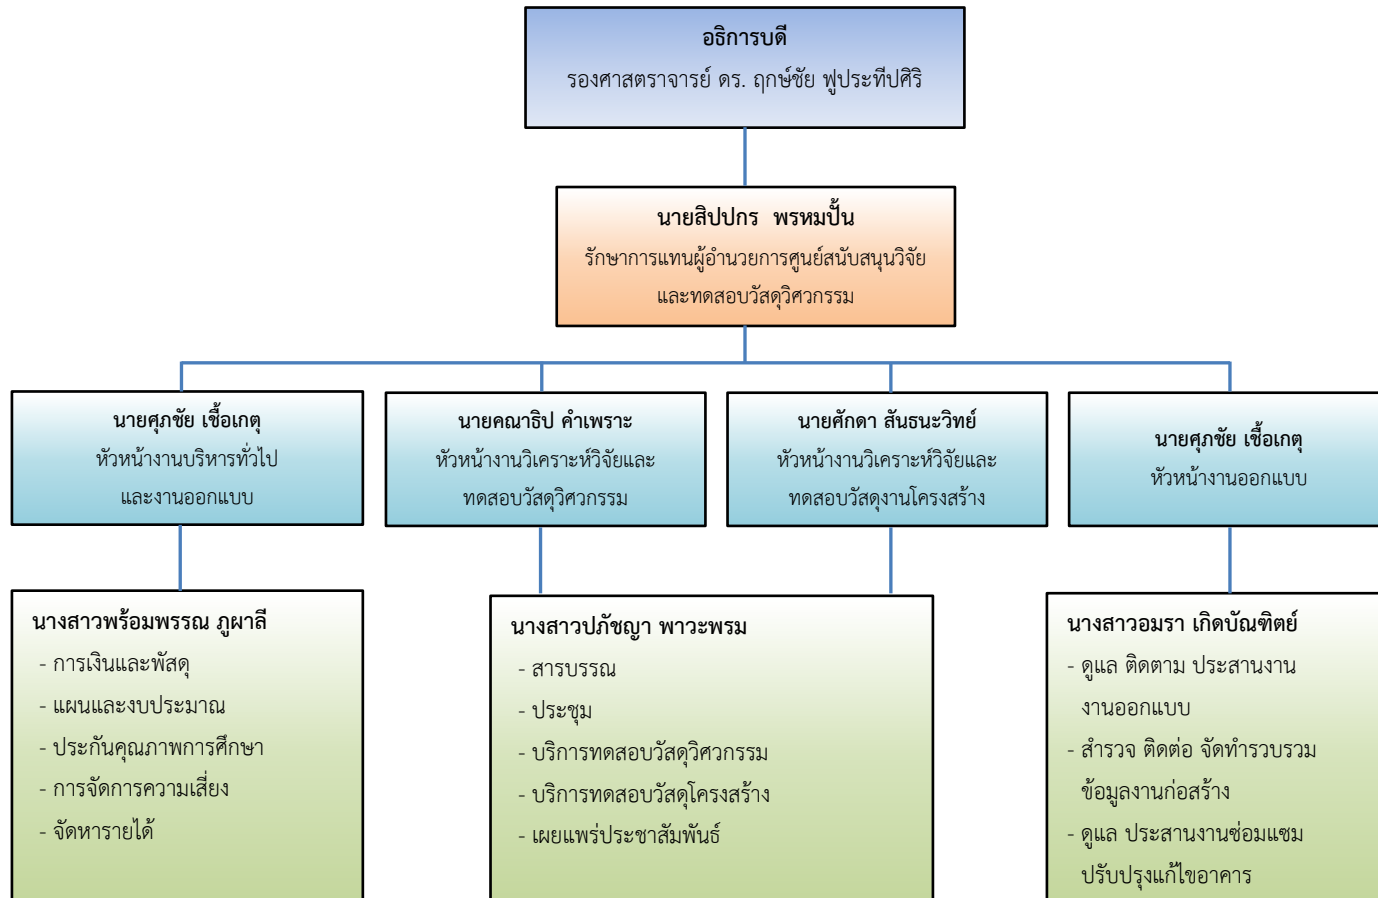 อธิการบดี
รองศาสตราจารย์ ดร. ฤกษ์ชัย ฟูประทีปศิริ
นายสิปปกร  พรหมปั้น
รักษาการแทนผู้อำนวยการศูนย์สนับสนุนวิจัย
และทดสอบวัสดุวิศวกรรม
นายศุภชัย เชื้อเกตุ
หัวหน้างานบริหารทั่วไป
และงานออกแบบ
นายคณาธิป คำเพราะ
หัวหน้างานวิเคราะห์วิจัยและ
ทดสอบวัสดุวิศวกรรม
นายศักดา สันธนะวิทย์
หัวหน้างานวิเคราะห์วิจัยและ
ทดสอบวัสดุงานโครงสร้าง
นายศุภชัย เชื้อเกตุ
หัวหน้างานออกแบบ
นางสาวพร้อมพรรณ ภูผาลี
- การเงินและพัสดุ
- แผนและงบประมาณ
- ประกันคุณภาพการศึกษา
- การจัดการความเสี่ยง
- จัดหารายได้
นางสาวปภัชญา พาวะพรม
- สารบรรณ
- ประชุม
- บริการทดสอบวัสดุวิศวกรรม
- บริการทดสอบวัสดุโครงสร้าง
- เผยแพร่ประชาสัมพันธ์
นางสาวอมรา เกิดบัณฑิตย์
- ดูแล ติดตาม ประสานงาน
งานออกแบบ
- สำรวจ ติดต่อ จัดทำรวบรวม
ข้อมูลงานก่อสร้าง
- ดูแล ประสานงานซ่อมแซม
ปรับปรุงแก้ไขอาคาร